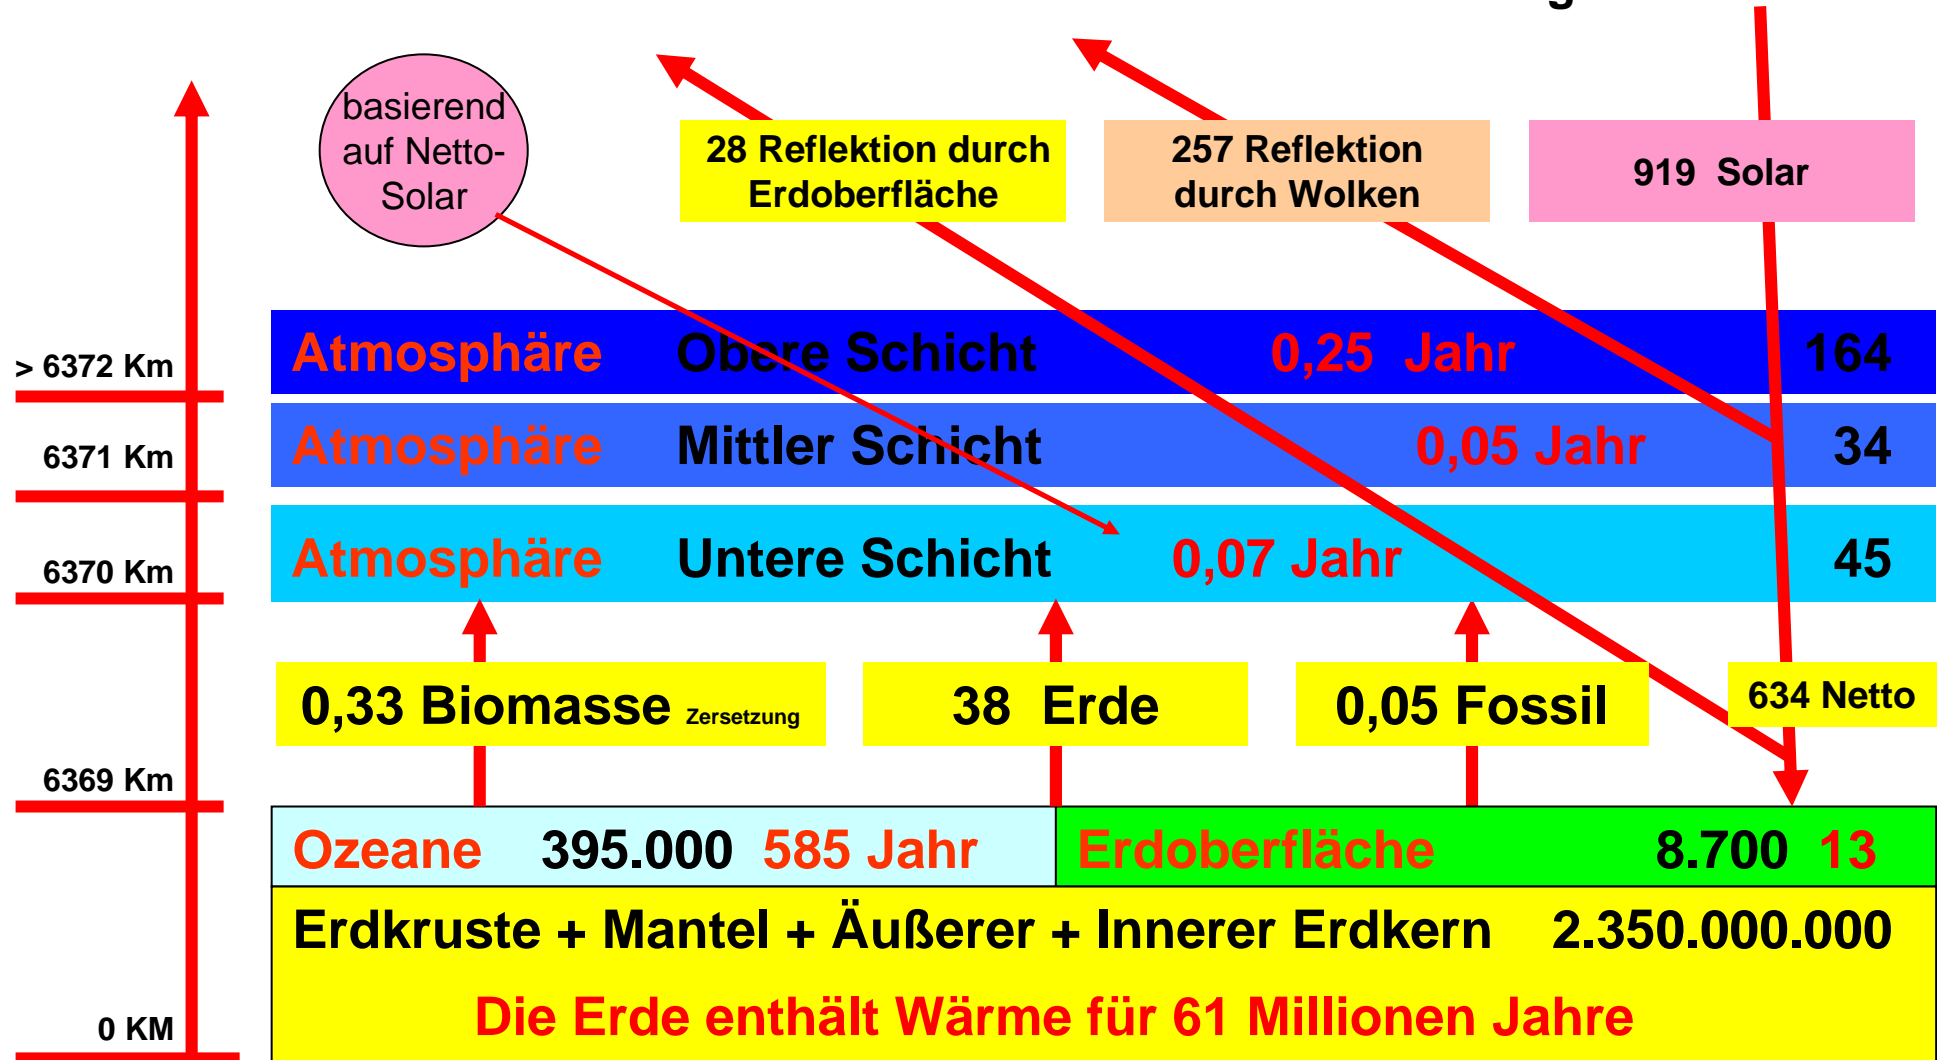 basierend
auf Netto-
Solar
28 Reflektion durch
Erdoberfläche
257 Reflektion
durch Wolken
919 Solar
> 6372 Km
Atmosphäre Obere Schicht 0,25 Jahr 164
6371 Km
Atmosphäre Mittler Schicht 0,05 Jahr 34
6370 Km
Atmosphäre Untere Schicht 0,07 Jahr 45
0,33 Biomasse Zersetzung
38 Erde
0,05 Fossil
634 Netto
6369 Km
Ozeane 395.000 585 Jahr
Erdoberfläche 8.700 13
Erdkruste + Mantel + Äußerer + Innerer Erdkern 2.350.000.000
Die Erde enthält Wärme für 61 Millionen Jahre
0 KM